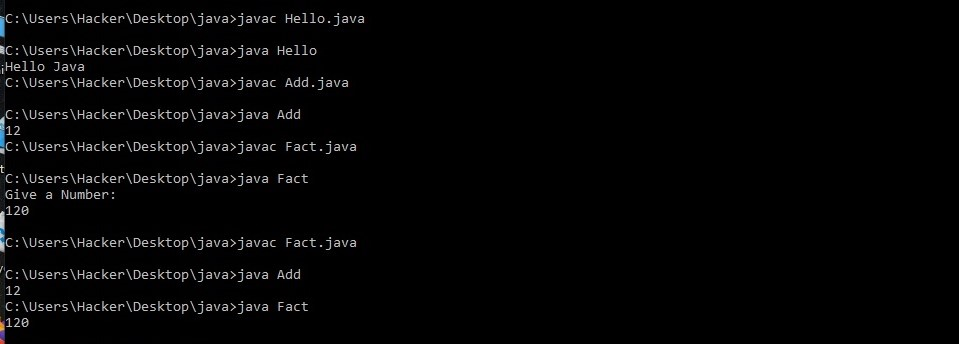 C:\Users\Hacker\Desktop\java>javac Hello.java
C:\Users\Hacker\Desktop\java>java Hello
Hello Java
C:\Users\Hacker\Desktop\java>javac Add.java
C:\Users\Hacker\Desktop\java>java Add
12
C:\Users\Hacker\Desktop\java>javac Fact.java
C:\Users\Hacker\Desktop\java>java Fact
Give a Number:
120
C:\Users\Hacker\Desktop\java>javac Fact.java
C:\Users\Hacker\Desktop\java>java Add
12
C:\Users\Hacker\Desktop\java>java Fact
120